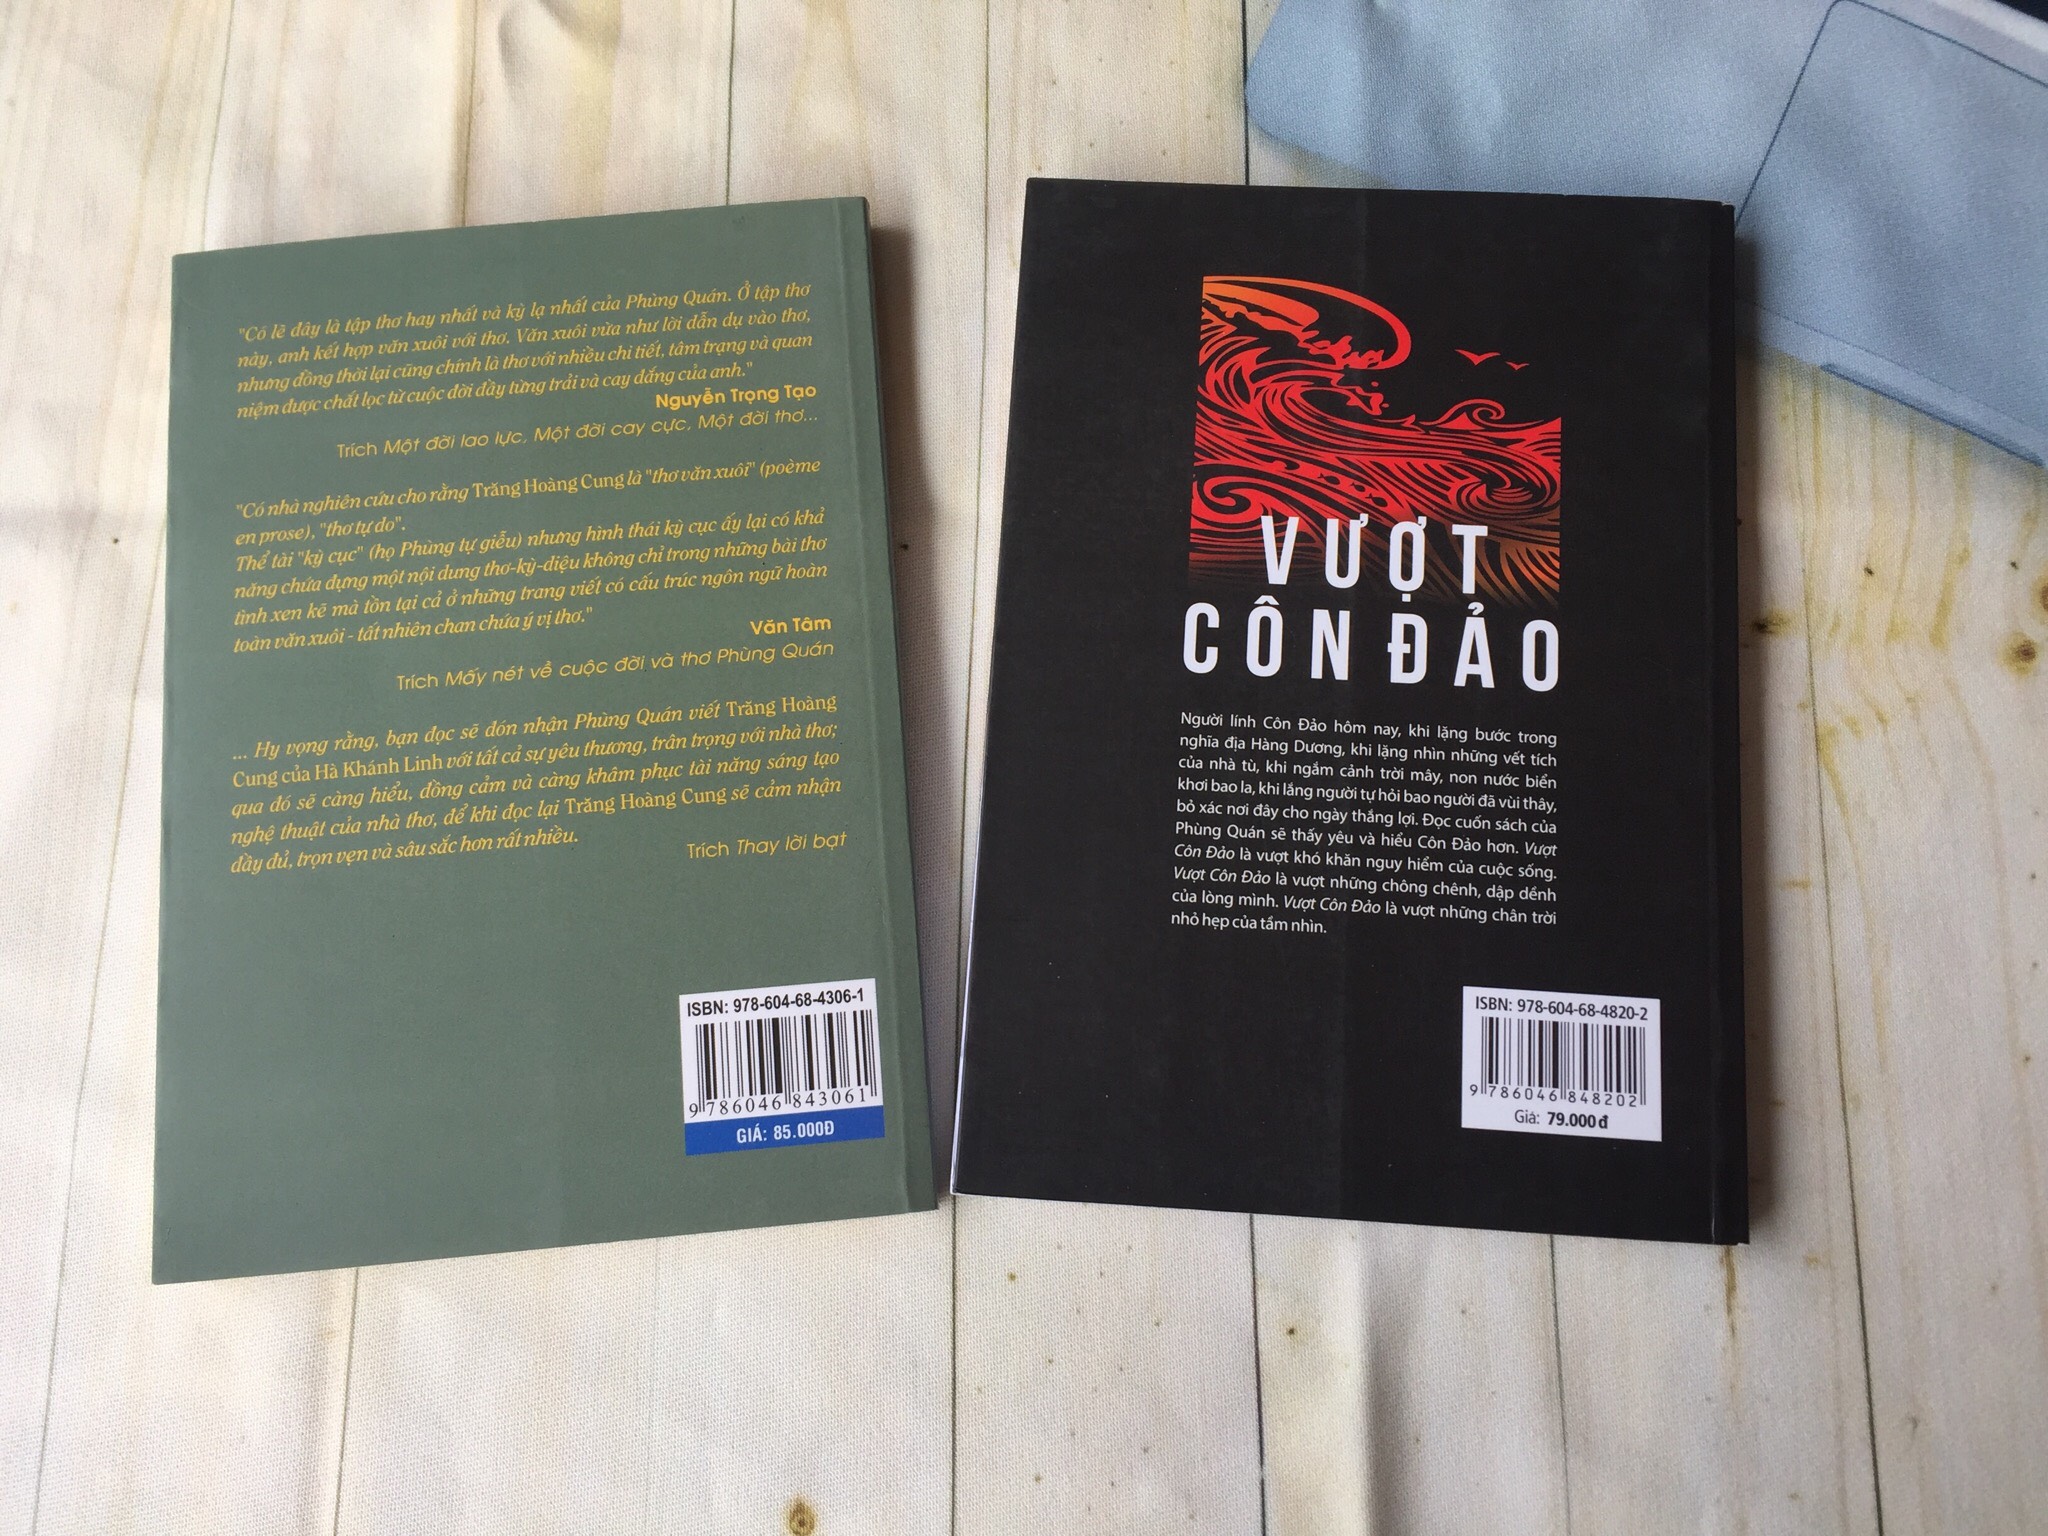 "Có lẽ đây là tập thơ hay nhất và kỳ lạ nhất của Phùng Quán. Ở tập thơ
này, anh kết hợp văn xuôi với thơ. Văn xuôi vừa như lời dẫn dụ vào thơ,
nhưng đồng thời lại cũng chính là thơ với nhiều chi tiết, tâm trạng và quan
niệm được chất lọc từ cuộc đời đầy từng trải và cay đắng của anh."
Nguyễn Trọng Tạo
Trích Một đời lao lực, Một đời cay cực, Một đời thơ...
"Có nhà nghiên cứu cho rằng Trăng Hoàng Cung là "thơ văn xuôi" (poème
en prose), "thơ tự do".
Thể tài "kỳ cục" (họ Phùng tự giễu) nhưng hình thái kỳ cục ấy lại có khả
năng chứa đựng một nội dung thơ-kỳ-diệu không chỉ trong những bài thơ
tình xen kẽ mà tồn tại cả ở những trang viết có cấu trúc ngôn ngữ hoàn
toàn văn xuôi - tất nhiên chan chứa ý vị thơ."
Văn Tâm
Trích Mấy nét về cuộc đời và thơ Phùng Quán
... Hy vọng rằng, bạn đọc sẽ đón nhận Phùng Quán viết Trăng Hoàng
Cung của Hà Khánh Linh với tất cả sự yêu thương, trân trọng với nhà thơ;
qua đó sẽ càng hiểu, đồng cảm và càng khâm phục tài năng sáng tạo
nghệ thuật của nhà thơ, để khi đọc lại Trăng Hoàng Cung sẽ cảm nhận
đầy đủ, trọn vẹn và sâu sắc hơn rất nhiều.
Trích Thay lời bạt
ISBN: 978-604-68-4306-1
9 786046 843061
GIÁ: 85.000Đ
VƯỢT
CÔN ĐẢO
Người lính Côn Đảo hôm nay, khi lặng bước trong
nghĩa địa Hàng Dương, khi lặng nhìn những vết tích
của nhà tù, khi ngắm cảnh trời mây, non nước biển
khơi bao la, khi lắng người tự hỏi bao người đã vùi thây,
bỏ xác nơi đây cho ngày thắng lợi. Đọc cuốn sách của
Phùng Quán sẽ thấy yêu và hiểu Côn Đảo hơn. Vượt
Côn Đảo là vượt khó khăn nguy hiểm của cuộc sống.
Vượt Côn Đảo là vượt những chông chênh, dập dềnh
của lòng mình. Vượt Côn Đảo là vượt những chân trời
nhỏ hẹp của tầm nhìn.
ISBN: 978-604-68-4820-2
9 786046 848202
Giá: 79.000đ